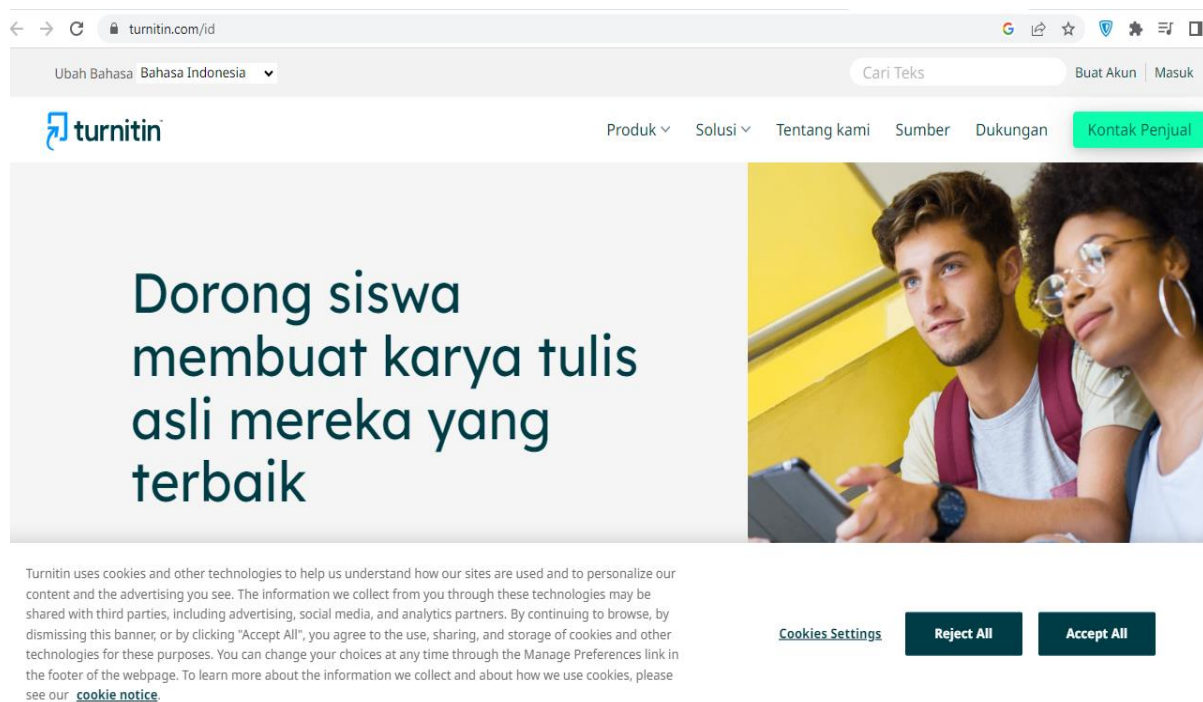 turnitin.com/id
Ubah Bahasa Bahasa Indonesia
Cari Teks
Buat Akun Masuk
turnitin
Produk Solusi Tentang kami Sumber Dukungan Kontak Penjual
Dorong siswa
membuat karya tulis
asli mereka yang
terbaik
Turnitin uses cookies and other technologies to help us understand how our sites are used and to personalize our
content and the advertising you see. The information we collect from you through these technologies may be
shared with third parties, including advertising, social media, and analytics partners. By continuing to browse, by
dismissing this banner, or by clicking "Accept All", you agree to the use, sharing, and storage of cookies and other
technologies for these purposes. You can change your choices at any time through the Manage Preferences link in
the footer of the webpage. To learn more about the information we collect and about how we use cookies, please
see our cookie notice.
Cookies Settings Reject All Accept All